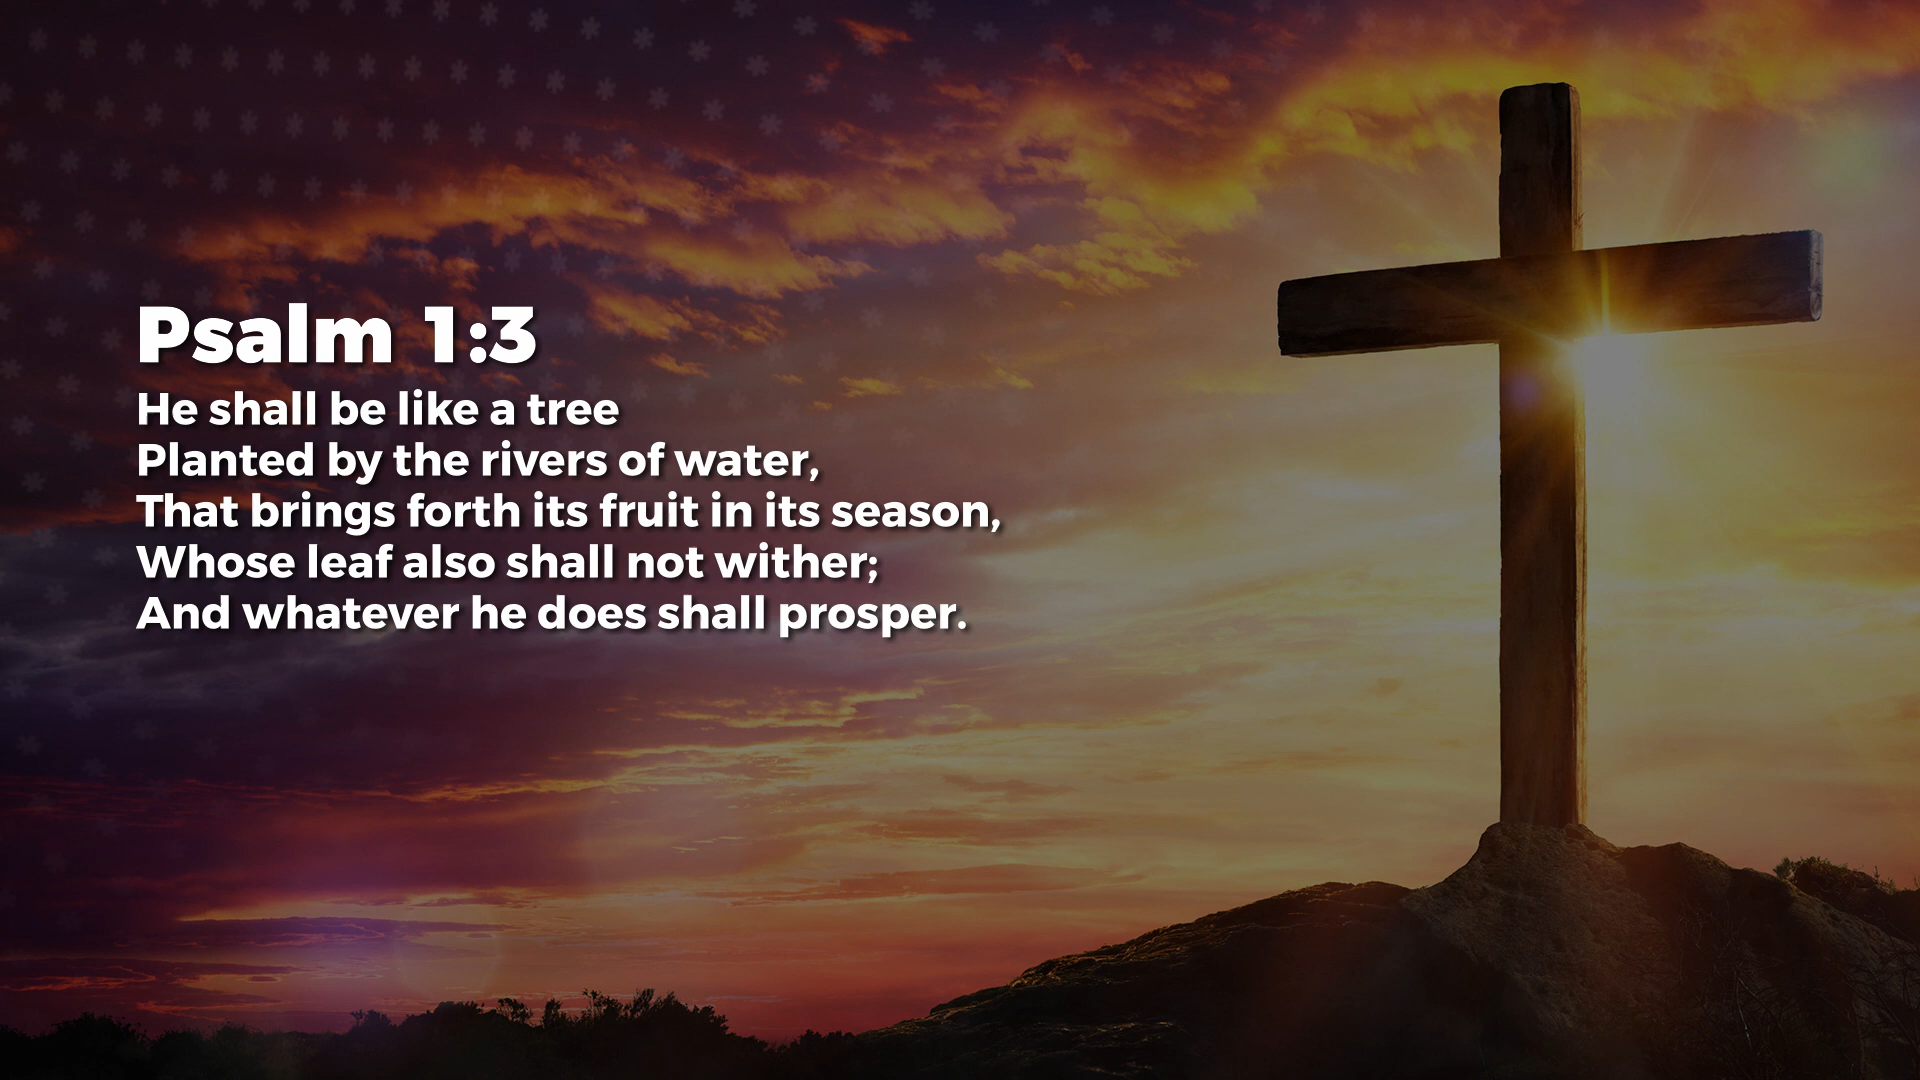 Psalm 1:3
He shall be like a tree
Planted by the rivers of water,
That brings forth its fruit in its season,
Whose leaf also shall not wither;
And whatever he does shall prosper.